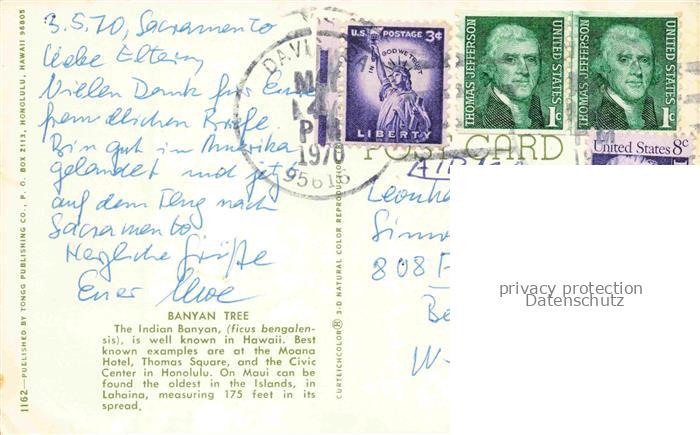 3.5.70, Sacramento
Liebe Eltern,
Vielen Dank für Eure
freundlichen Briefe
Bin gut in Amerika
gelandet und jetzt
auf dem Flug nach
Sacramento
Herzliche Grüße
Euer Uwe
BANYAN TREE
The Indian Banyan, (ficus bengalen-
sis), is well known in Hawaii. Best
known examples are at the Moana
Hotel, Thomas Square, and the Civic
Center in Honolulu. On Maui can be
found the oldest in the Islands, in
Lahaina, measuring 175 feet in its
spread.
1162—PUBLISHED BY TONGG PUBLISHING CO., P. O. BOX 2113, HONOLULU, HAWAII 96805
CURTEICHCOLOR® 3-D NATURAL COLOR REPRODUCTION
U.S. POSTAGE 3¢
IN GOD WE TRUST
LIBERTY
DAVI
PM
1970
95616
THOMAS JEFFERSON
UNITED STATES
1c
THOMAS JEFFERSON
UNITED STATES
1c
United States 8c
POST CARD
808
W-
privacy protection
Datenschutz